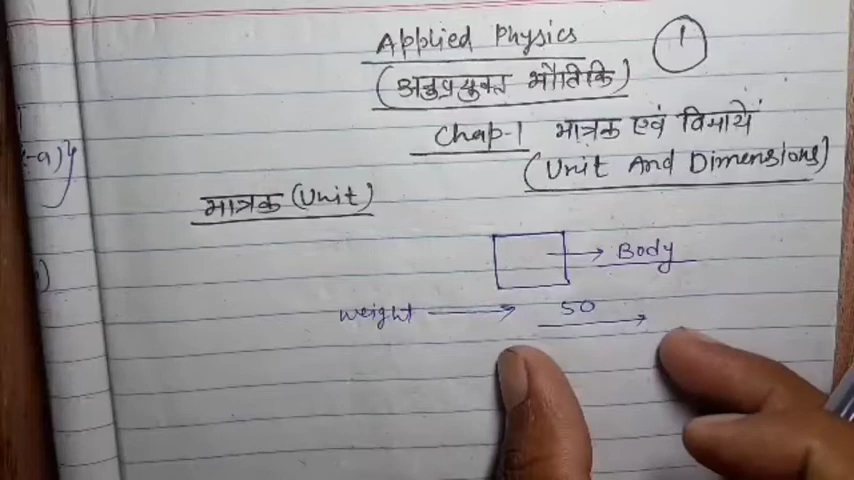 Applied Physics
1
(अनुप्रयुक्त भौतिकि)
Chap-1 मात्रक एवं विमायें
(Unit And Dimensions)
मात्रक (Unit)
Body
weight 50
-a)}
)